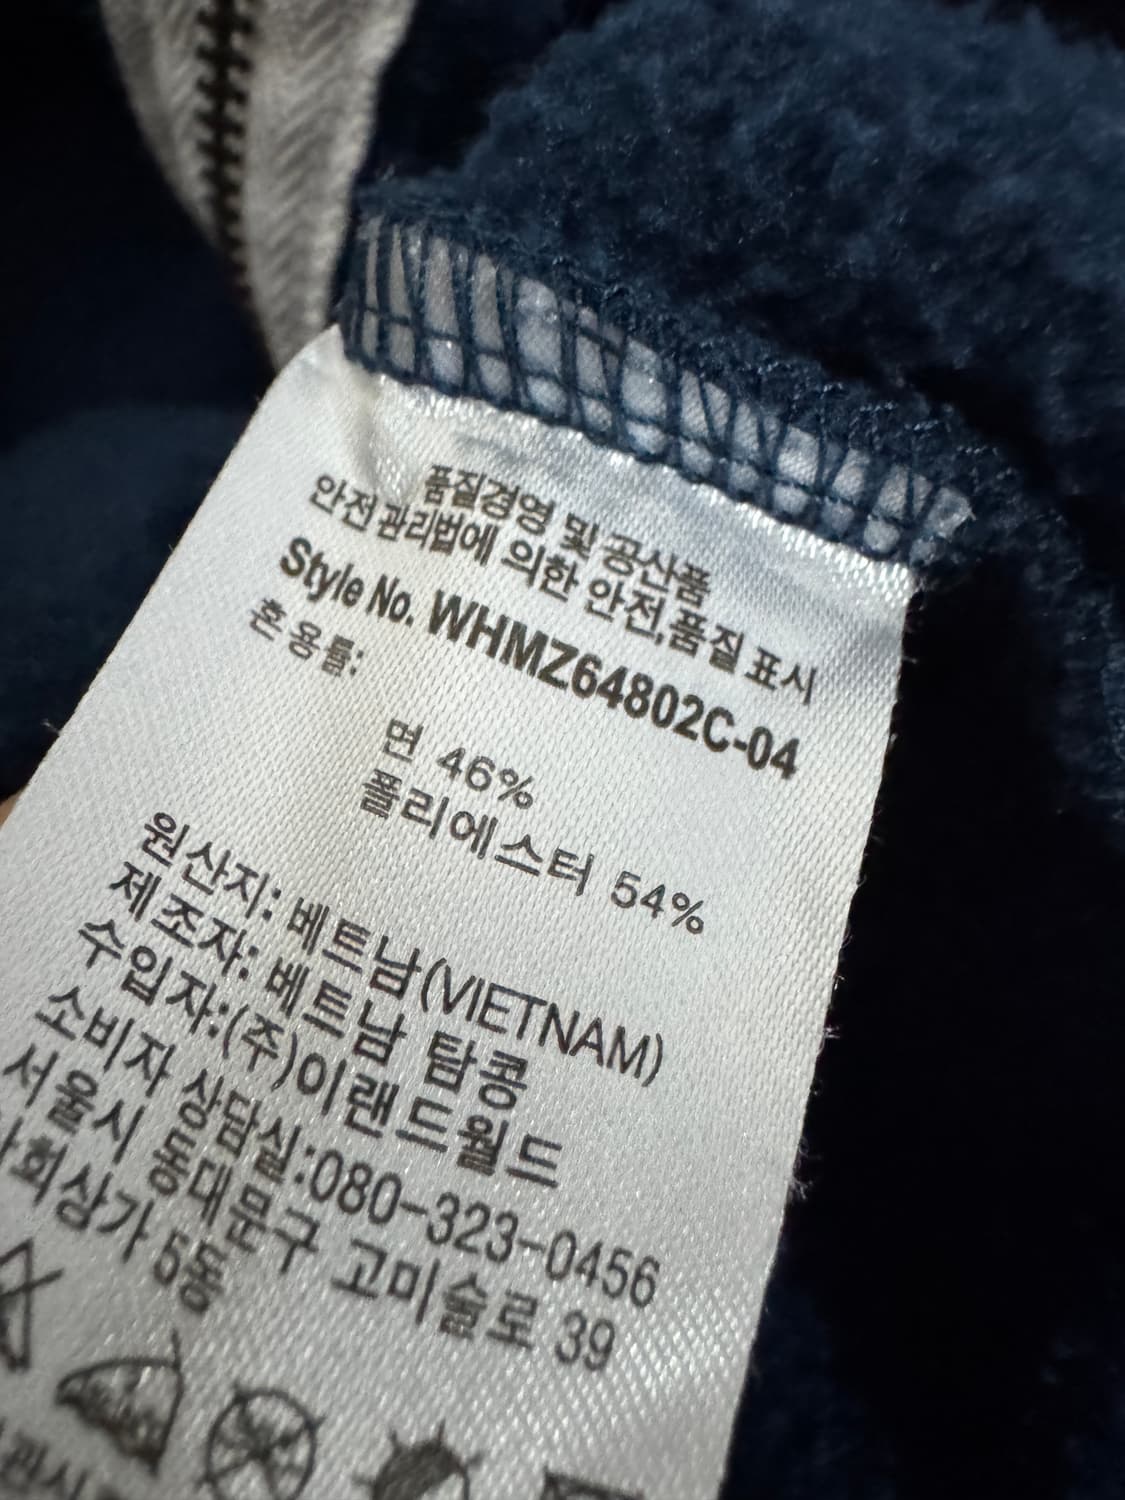 품질경영 및 공산품
안전관리법에 의한 안전,품질 표시
Style No. WHMZ64802C-04
혼용률:
면 46%
폴리에스터 54%
원산지: 베트남(VIETNAM)
제조자: 베트남 탑콩
수입자:(주)이랜드월드
소비자 상담실:080-323-0456
서울시 동대문구 고미술로 39
회상가 5동